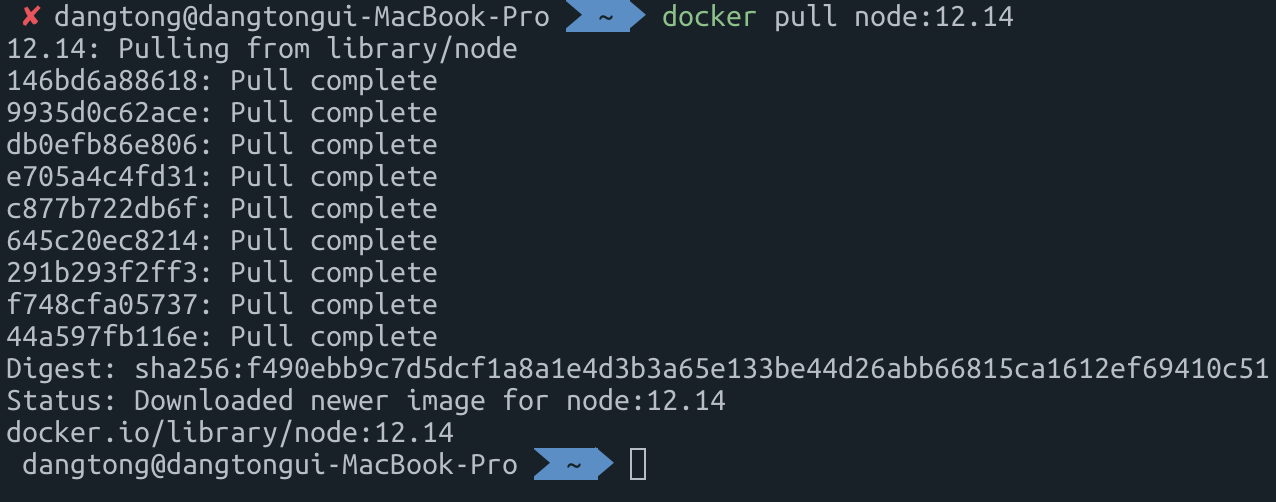 ✘ dangtong@dangtongui-MacBook-Pro ~ docker pull node:12.14
12.14: Pulling from library/node
146bd6a88618: Pull complete
9935d0c62ace: Pull complete
db0efb86e806: Pull complete
e705a4c4fd31: Pull complete
c877b722db6f: Pull complete
645c20ec8214: Pull complete
291b293f2ff3: Pull complete
f748cfa05737: Pull complete
44a597fb116e: Pull complete
Digest: sha256:f490ebb9c7d5dcf1a8a1e4d3b3a65e133be44d26abb66815ca1612ef69410c51
Status: Downloaded newer image for node:12.14
docker.io/library/node:12.14
dangtong@dangtongui-MacBook-Pro ~